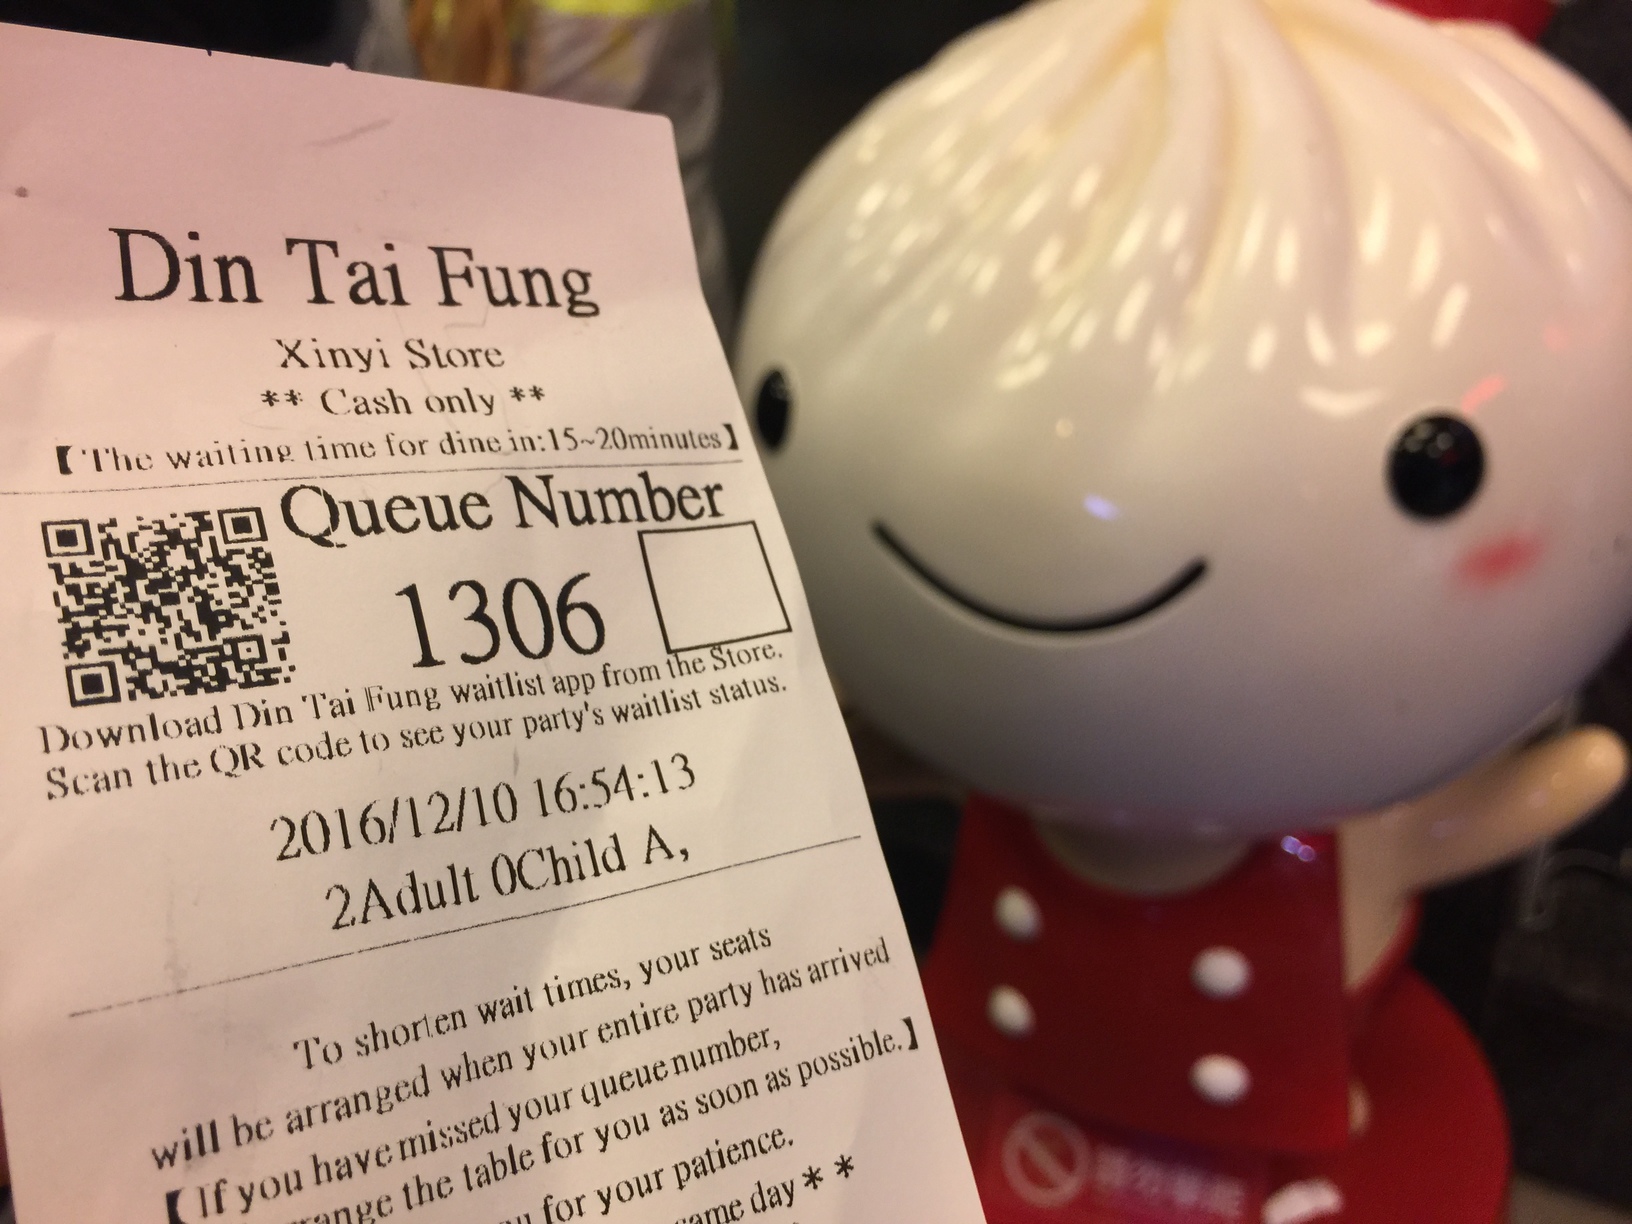 Din Tai Fung
Xinyi Store
** Cash only **
【The waiting time for dine in:15~20minutes】
Queue Number
1306
Download Din Tai Fung waitlist app from the Store.
Scan the QR code to see your party's waitlist status.
2016/12/10 16:54:13
2Adult 0Child A,
To shorten wait times, your seats
will be arranged when your entire party has arrived
【If you have missed your queue number,
the table for you as soon as possible.】
for your patience.
same day * *